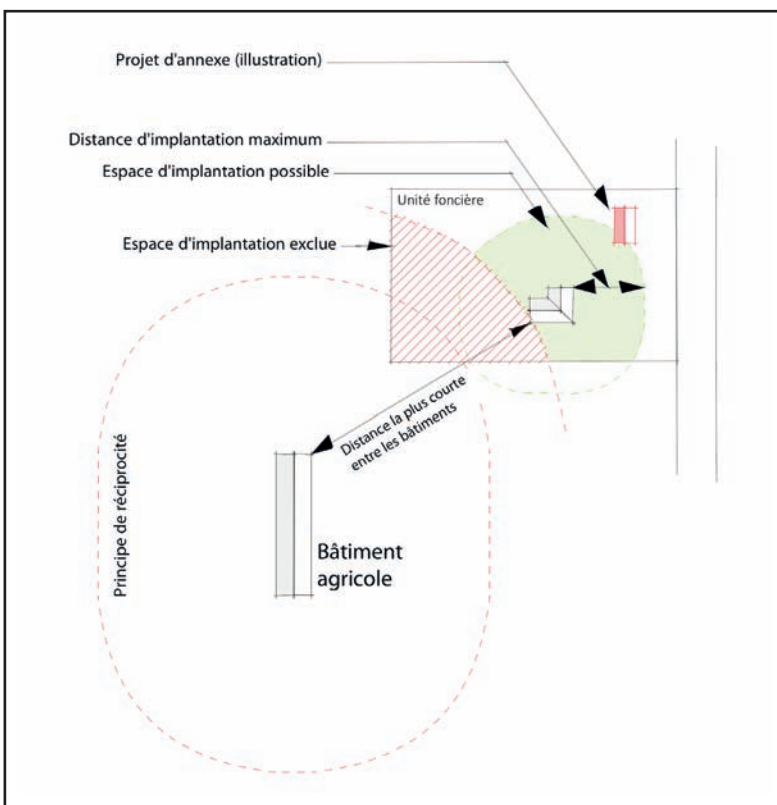 Projet d'annexe (illustration)
Distance d'implantation maximum
Espace d'implantation possible
Unité foncière
Espace d'implantation exclue
Distance la plus courte
entre les bâtiments
Principe de réciprocité
Bâtiment
agricole